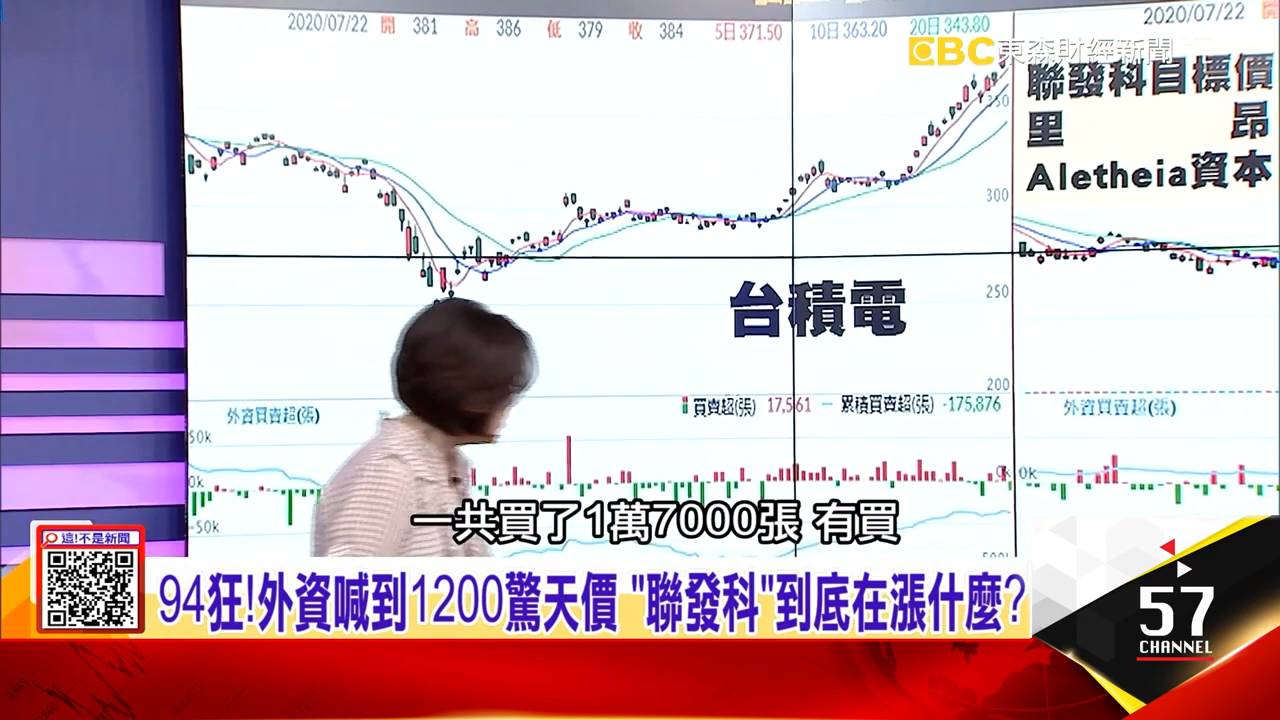 2020/07/22 開 381 高 386 低 379 收 384 5日 371.50 10日 363.20 20日 343.80
2020/07/22 開
EBC 東森財經新聞
聯發科目標價
里昂
Aletheia資本
350
300
250
200
台積電
外資買賣超(張) 買賣超(張) 17,561 累積買賣超(張) -175,876
外資買賣超(張)
50k
0k
-50k
0k
500k
一共買了1萬7000張 有買
這!不是新聞
94狂!外資喊到1200驚天價 "聯發科"到底在漲什麼?
57
CHANNEL